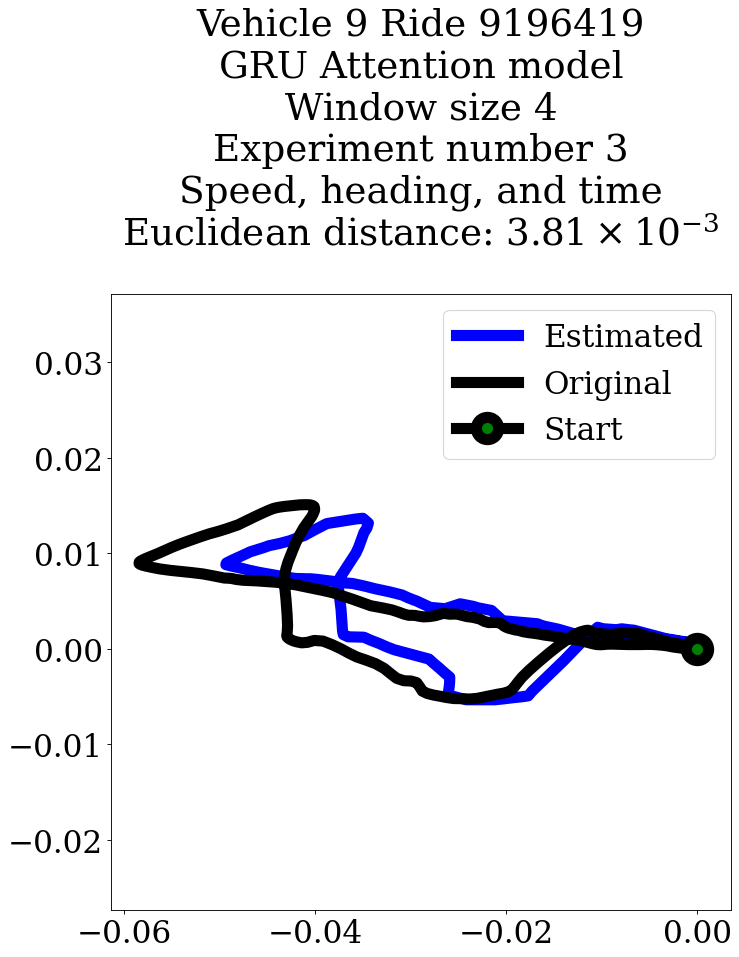 Vehicle 9 Ride 9196419
GRU Attention model
Window size 4
Experiment number 3
Speed, heading, and time
Euclidean distance: 3.81 × 10⁻³
Estimated
Original
Start
0.03
0.02
0.01
0.00
−0.01
−0.02
−0.06 −0.04 −0.02 0.00